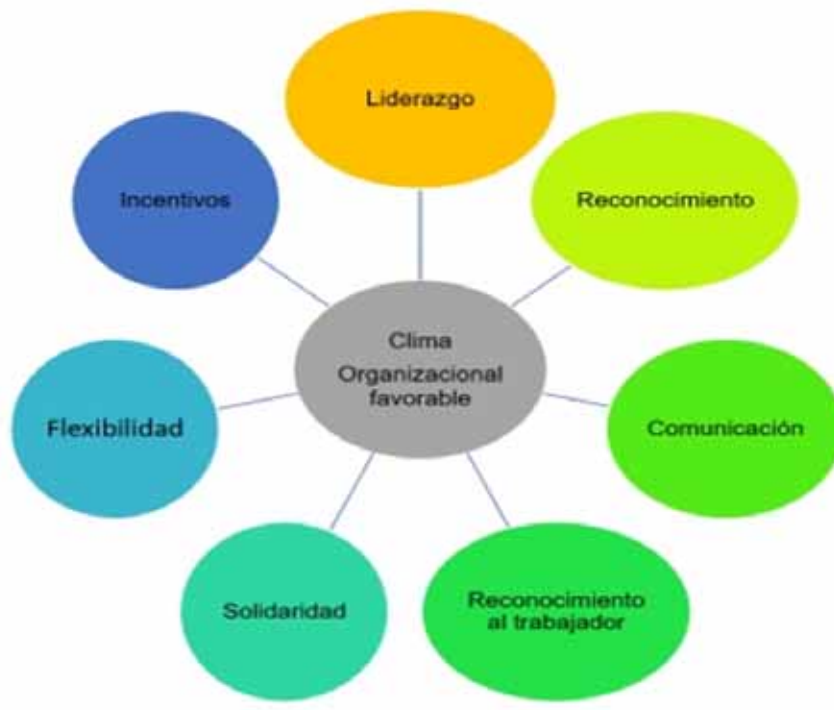 Liderazgo
Incentivos
Reconocimiento
Clima
Organizacional
favorable
Flexibilidad
Comunicación
Solidaridad
Reconocimiento
al trabajador